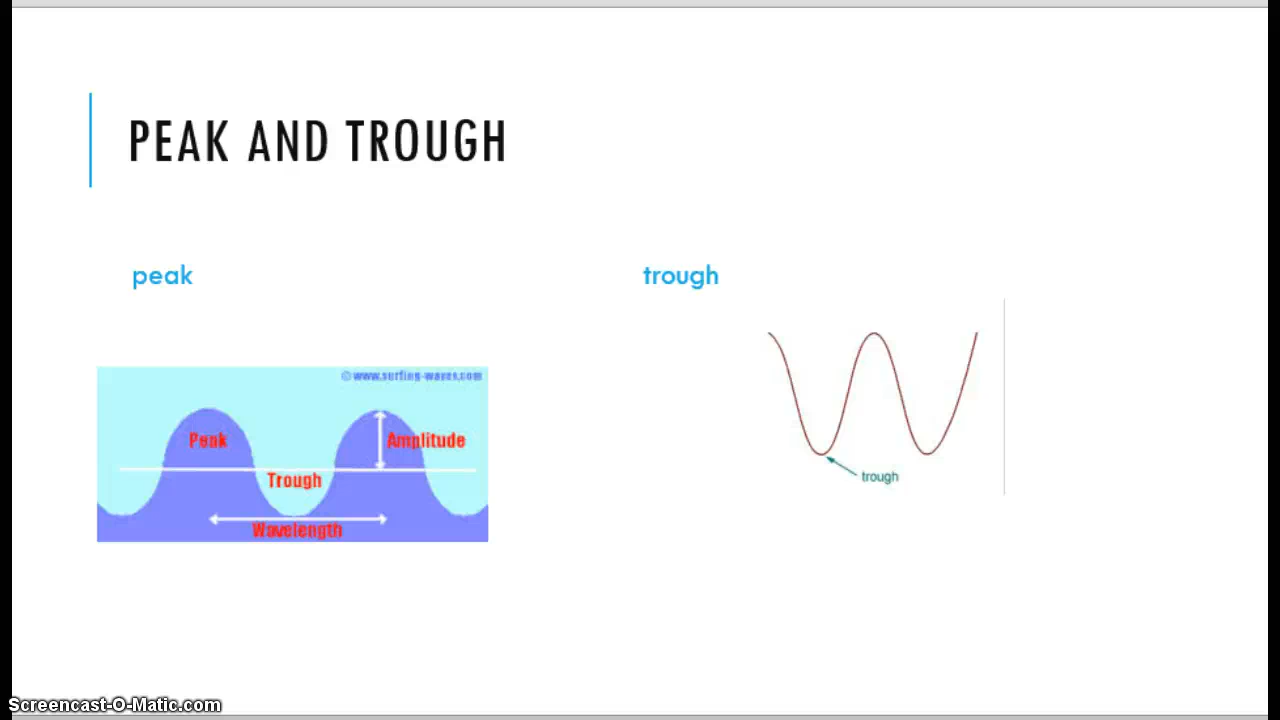 PEAK AND TROUGH
peak
trough
© www.surfing-waves.com
Peak
Amplitude
Trough
Wavelength
trough
Screencast-O-Matic.com